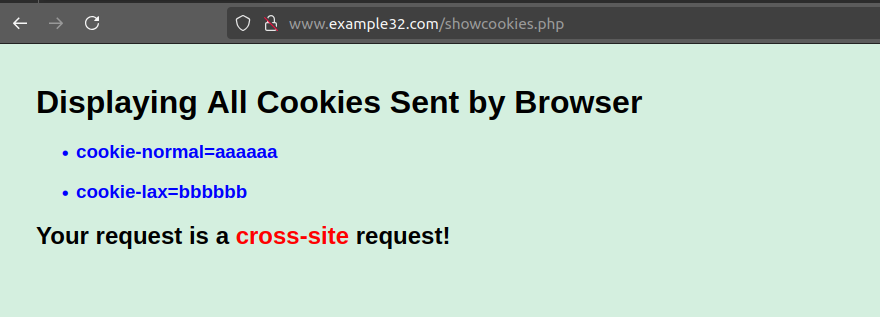 www.example32.com/showcookies.php
Displaying All Cookies Sent by Browser
• cookie-normal=aaaaaa
• cookie-lax=bbbbbb
Your request is a cross-site request!